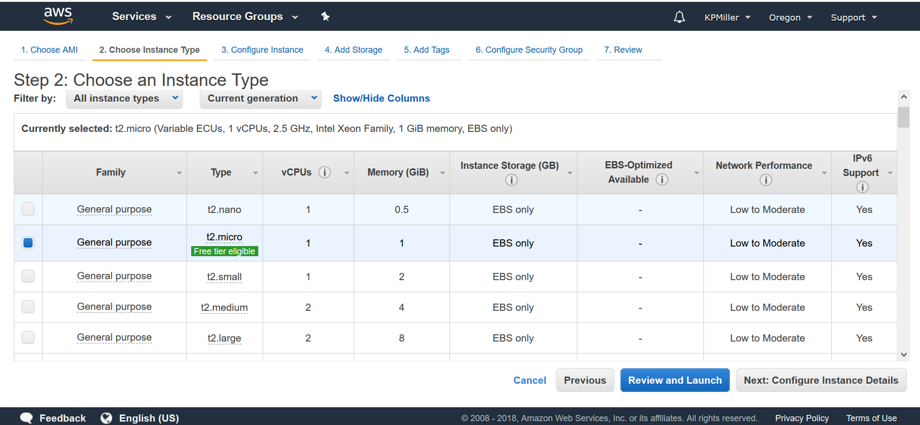 aws Services Resource Groups KPMiller Oregon Support
1. Choose AMI 2. Choose Instance Type 3. Configure Instance 4. Add Storage 5. Add Tags 6. Configure Security Group 7. Review
Step 2: Choose an Instance Type
Filter by: All instance types Current generation Show/Hide Columns
Currently selected: t2.micro (Variable ECUs, 1 vCPUs, 2.5 GHz, Intel Xeon Family, 1 GiB memory, EBS only)
Family Type vCPUs i Memory (GiB) Instance Storage (GB) i EBS-Optimized Available i Network Performance i IPv6 Support i
General purpose t2.nano 1 0.5 EBS only - Low to Moderate Yes
General purpose t2.micro Free tier eligible 1 1 EBS only - Low to Moderate Yes
General purpose t2.small 1 2 EBS only - Low to Moderate Yes
General purpose t2.medium 2 4 EBS only - Low to Moderate Yes
General purpose t2.large 2 8 EBS only - Low to Moderate Yes
Cancel Previous Review and Launch Next: Configure Instance Details
Feedback English (US) © 2008 - 2018, Amazon Web Services, Inc. or its affiliates. All rights reserved. Privacy Policy Terms of Use